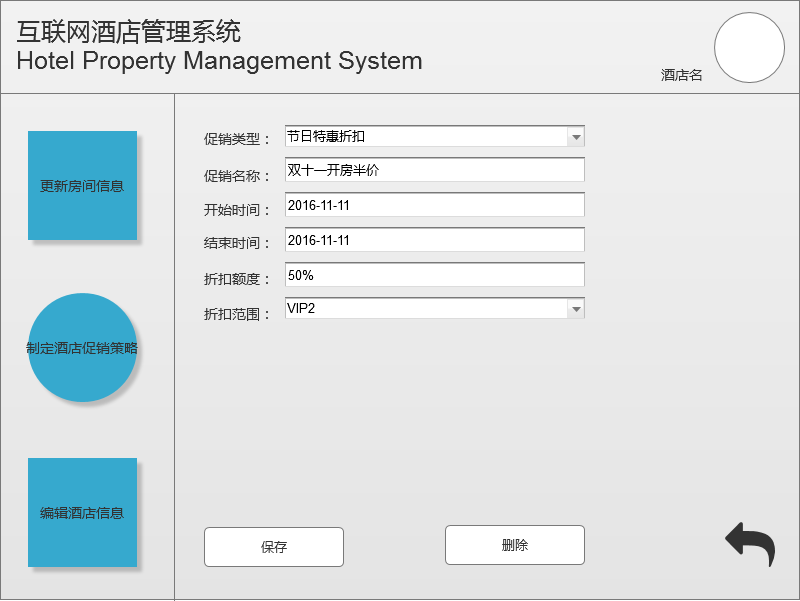 互联网酒店管理系统
Hotel Property Management System
酒店名
更新房间信息
制定酒店促销策略
编辑酒店信息
促销类型： 节日特惠折扣
促销名称： 双十一开房半价
开始时间： 2016-11-11
结束时间： 2016-11-11
折扣额度： 50%
折扣范围： VIP2
保存
删除